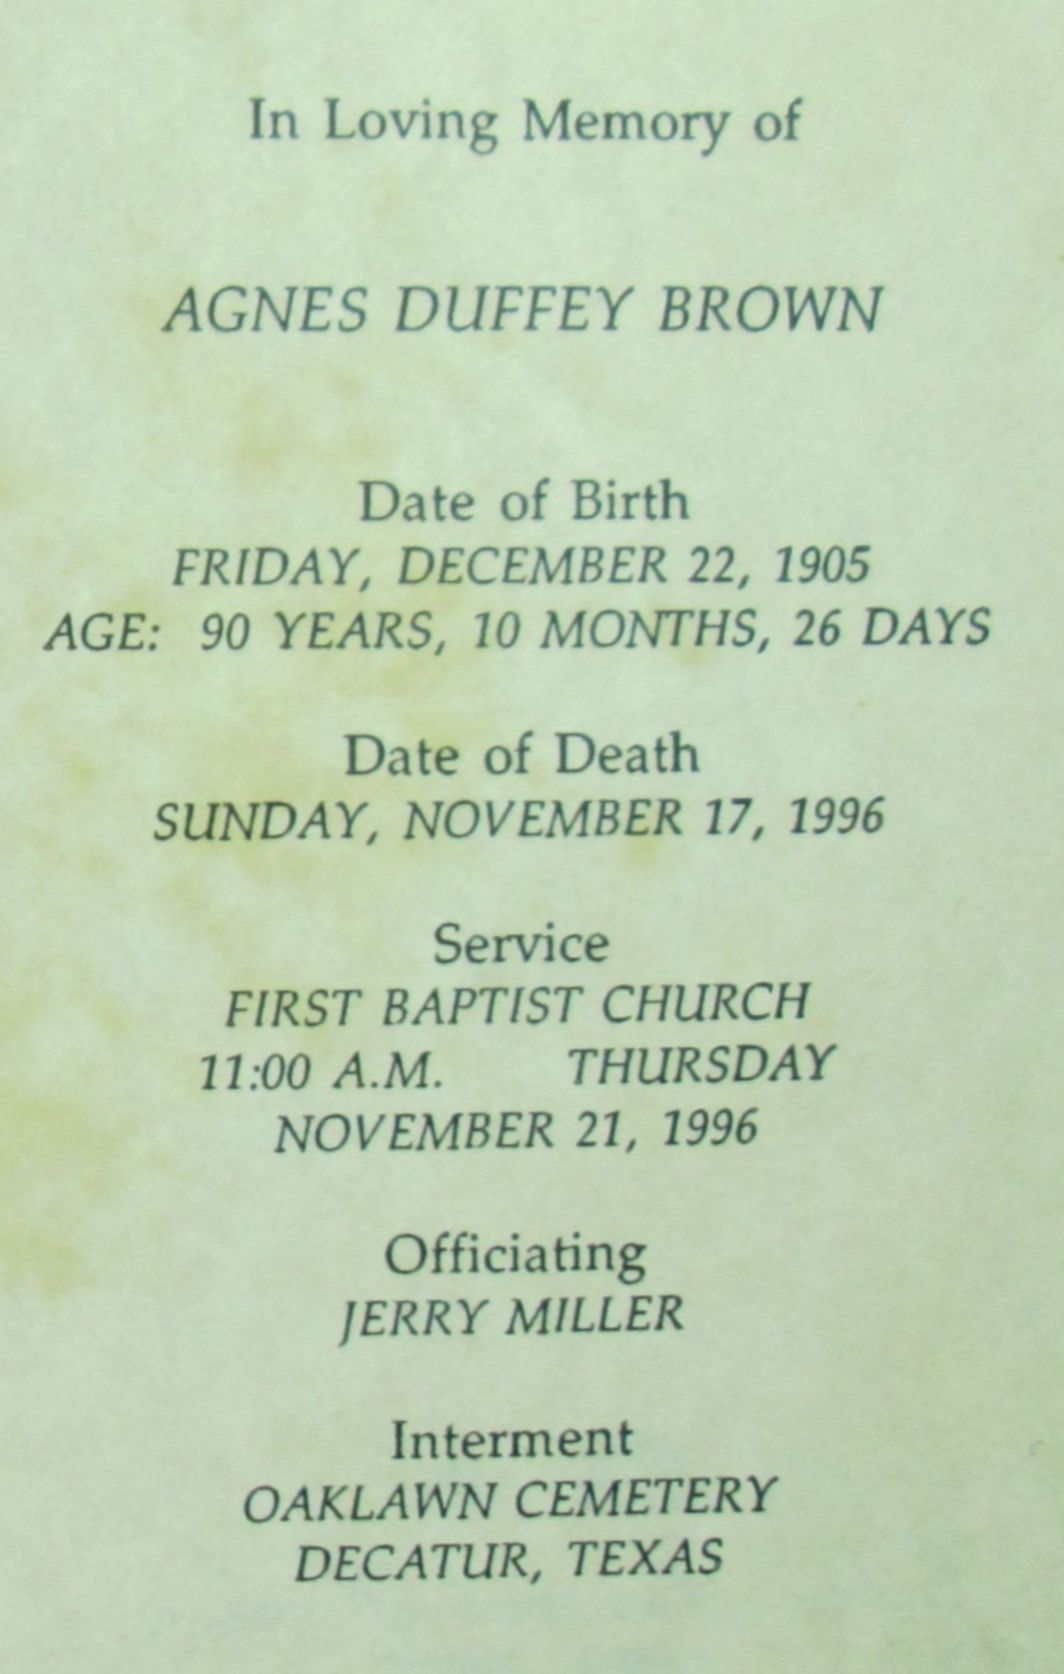 In Loving Memory of
AGNES DUFFEY BROWN
Date of Birth
FRIDAY, DECEMBER 22, 1905
AGE: 90 YEARS, 10 MONTHS, 26 DAYS
Date of Death
SUNDAY, NOVEMBER 17, 1996
Service
FIRST BAPTIST CHURCH
11:00 A.M. THURSDAY
NOVEMBER 21, 1996
Officiating
JERRY MILLER
Interment
OAKLAWN CEMETERY
DECATUR, TEXAS